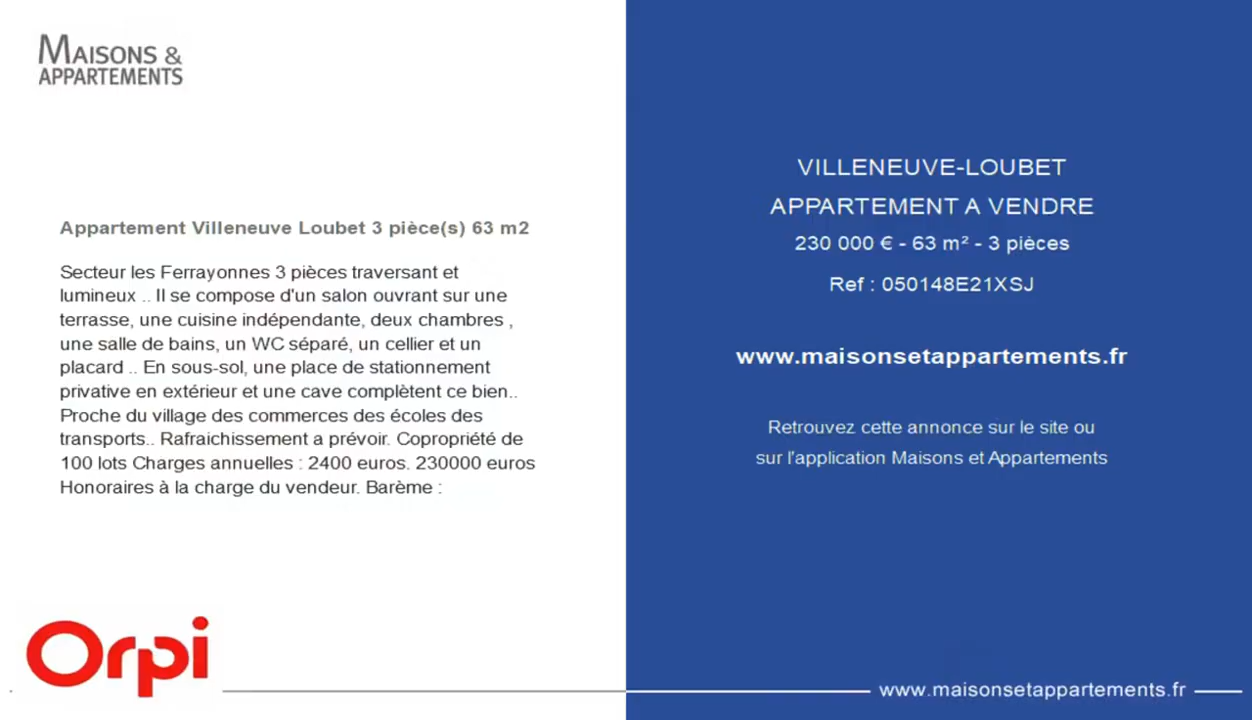 MAISONS &
APPARTEMENTS
Appartement Villeneuve Loubet 3 pièce(s) 63 m2
Secteur les Ferrayonnes 3 pièces traversant et
lumineux .. Il se compose d'un salon ouvrant sur une
terrasse, une cuisine indépendante, deux chambres ,
une salle de bains, un WC séparé, un cellier et un
placard .. En sous-sol, une place de stationnement
privative en extérieur et une cave complètent ce bien..
Proche du village des commerces des écoles des
transports.. Rafraichissement a prévoir. Copropriété de
100 lots Charges annuelles : 2400 euros. 230000 euros
Honoraires à la charge du vendeur. Barème :
Orpi
VILLENEUVE-LOUBET
APPARTEMENT A VENDRE
230 000 € - 63 m² - 3 pièces
Ref : 050148E21XSJ
www.maisonsetappartements.fr
Retrouvez cette annonce sur le site ou
sur l'application Maisons et Appartements
www.maisonsetappartements.fr